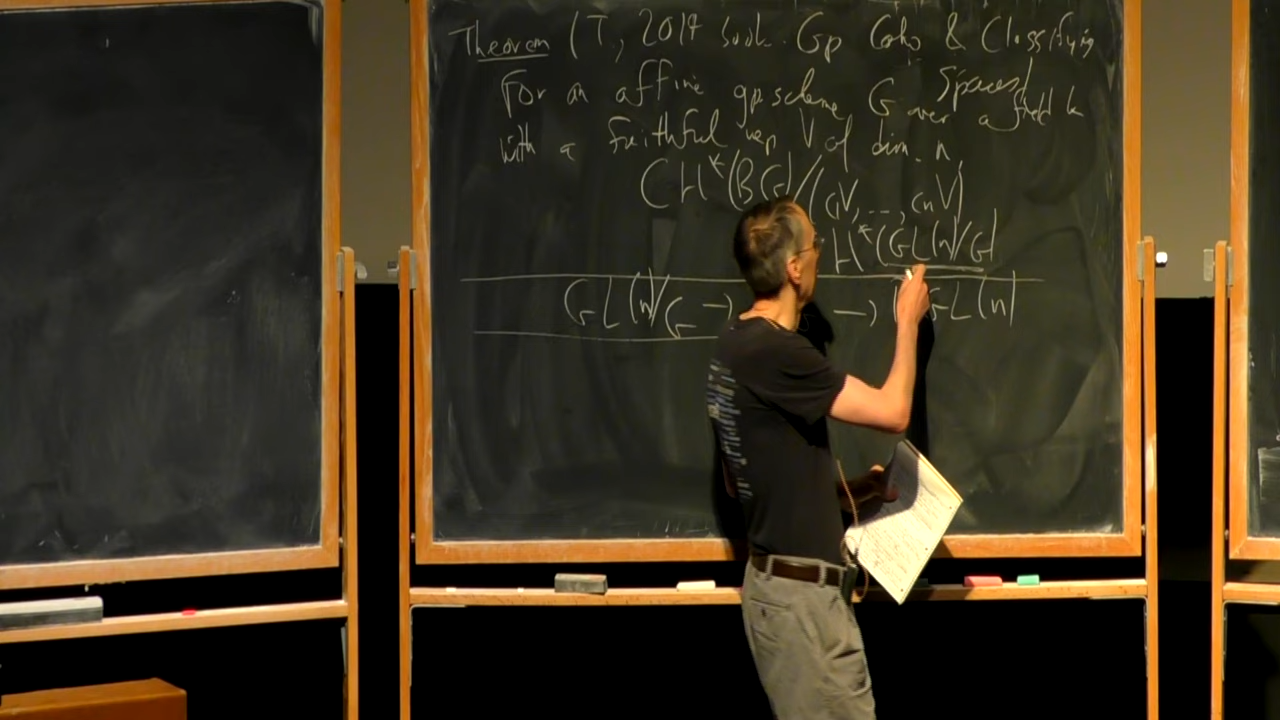 Theorem (T., 2014 book Gp Coho & Classifying
Spaces)
For an affine gp scheme G over a field k
with a faithful rep V of dim. n,
CH*(BG)/(c₁V,...,cₙV)
H*(GL(n)/G)
GL(n)/G → → GL(n)